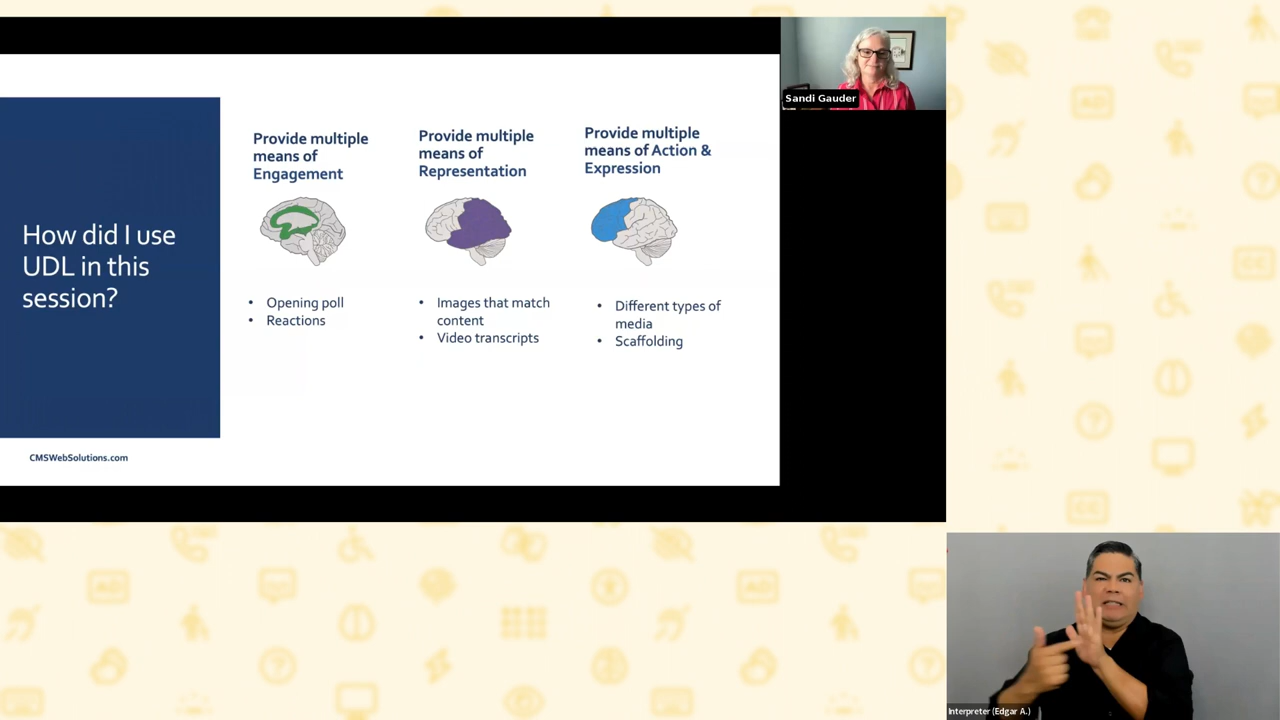 Sandi Gauder
How did I use
UDL in this
session?
Provide multiple
means of
Engagement
• Opening poll
• Reactions
Provide multiple
means of
Representation
• Images that match
content
• Video transcripts
Provide multiple
means of Action &
Expression
• Different types of
media
• Scaffolding
CMSWebSolutions.com
Interpreter (Edgar A.)